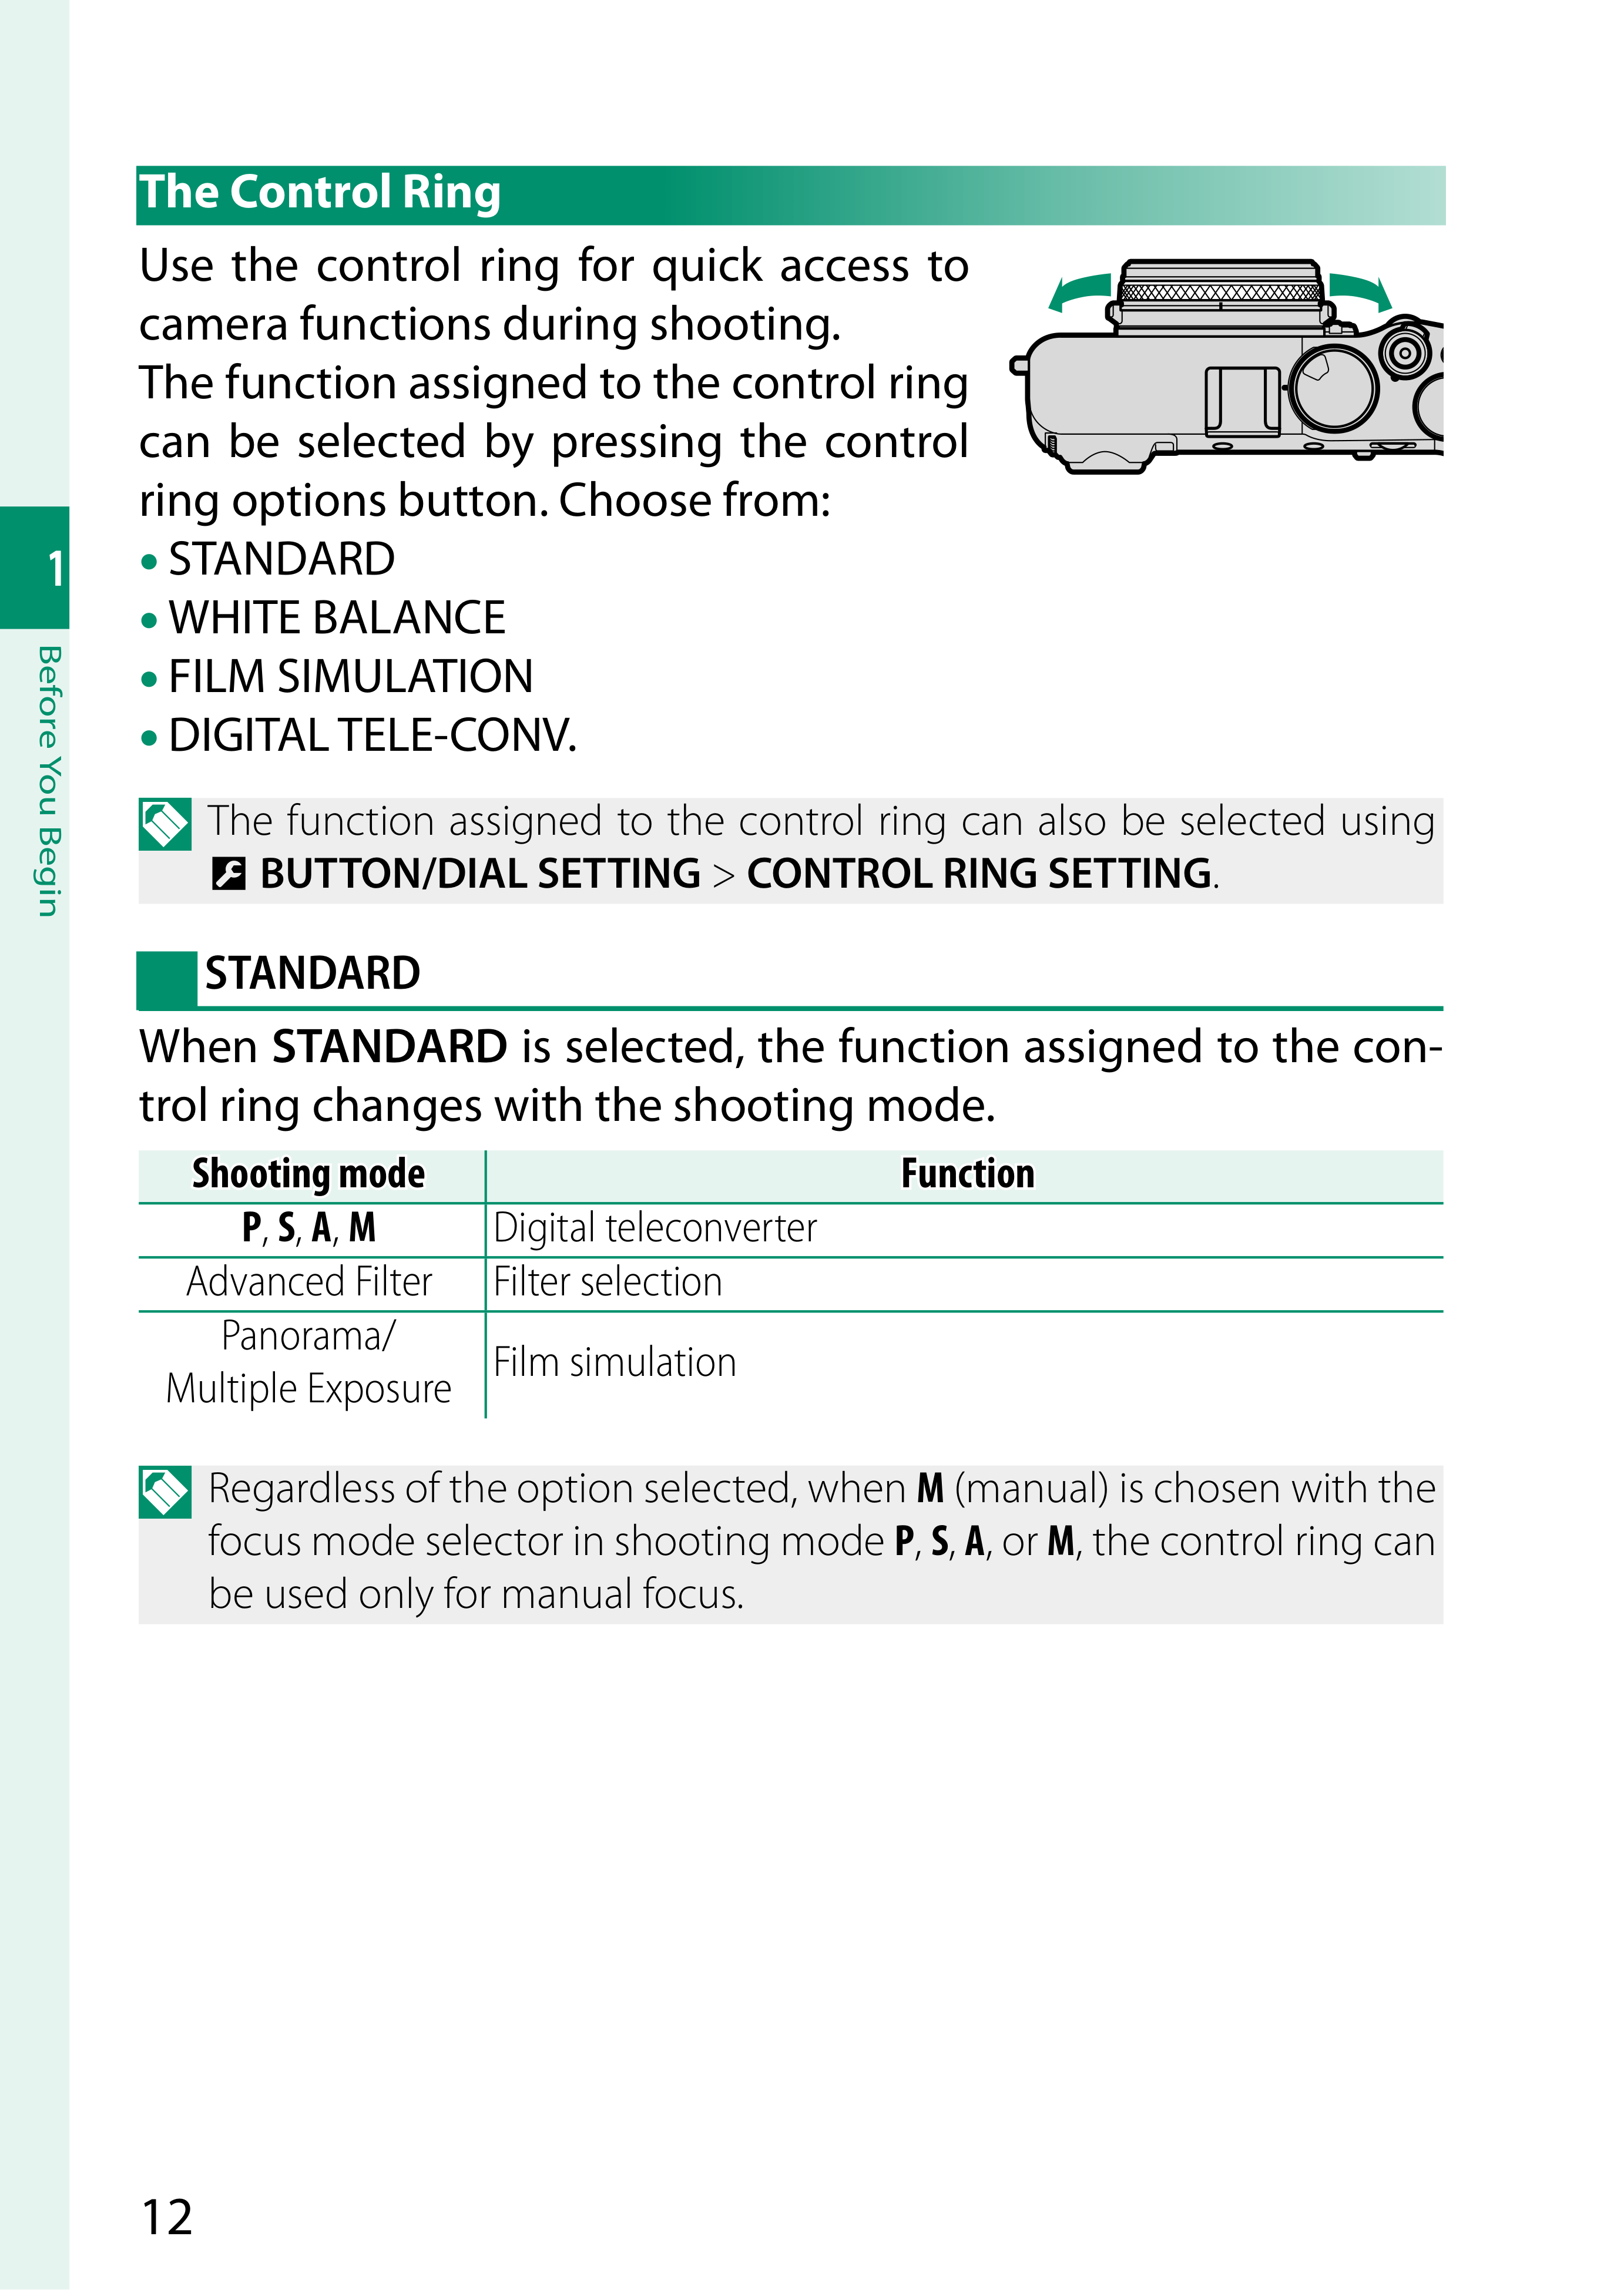 The Control Ring
Use the control ring for quick access to
camera functions during shooting.
The function assigned to the control ring
can be selected by pressing the control
ring options button. Choose from:
• STANDARD
• WHITE BALANCE
• FILM SIMULATION
• DIGITAL TELE-CONV.
The function assigned to the control ring can also be selected using
BUTTON/DIAL SETTING > CONTROL RING SETTING.
STANDARD
When STANDARD is selected, the function assigned to the con-
trol ring changes with the shooting mode.
Shooting mode Function
P, S, A, M Digital teleconverter
Advanced Filter Filter selection
Panorama/
Multiple Exposure Film simulation
Regardless of the option selected, when M (manual) is chosen with the
focus mode selector in shooting mode P, S, A, or M, the control ring can
be used only for manual focus.
1
Before You Begin
12